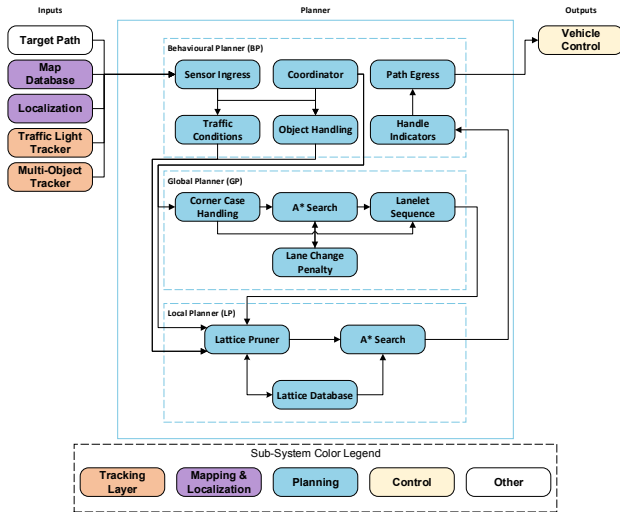 Inputs
Planner
Outputs
Target Path
Map
Database
Localization
Traffic Light
Tracker
Multi-Object
Tracker
Behavioural Planner (BP)
Sensor Ingress
Coordinator
Path Egress
Traffic
Conditions
Object Handling
Handle
Indicators
Vehicle
Control
Global Planner (GP)
Corner Case
Handling
A* Search
Lanelet
Sequence
Lane Change
Penalty
Local Planner (LP)
Lattice Pruner
A* Search
Lattice Database
Sub-System Color Legend
Tracking
Layer
Mapping &
Localization
Planning
Control
Other